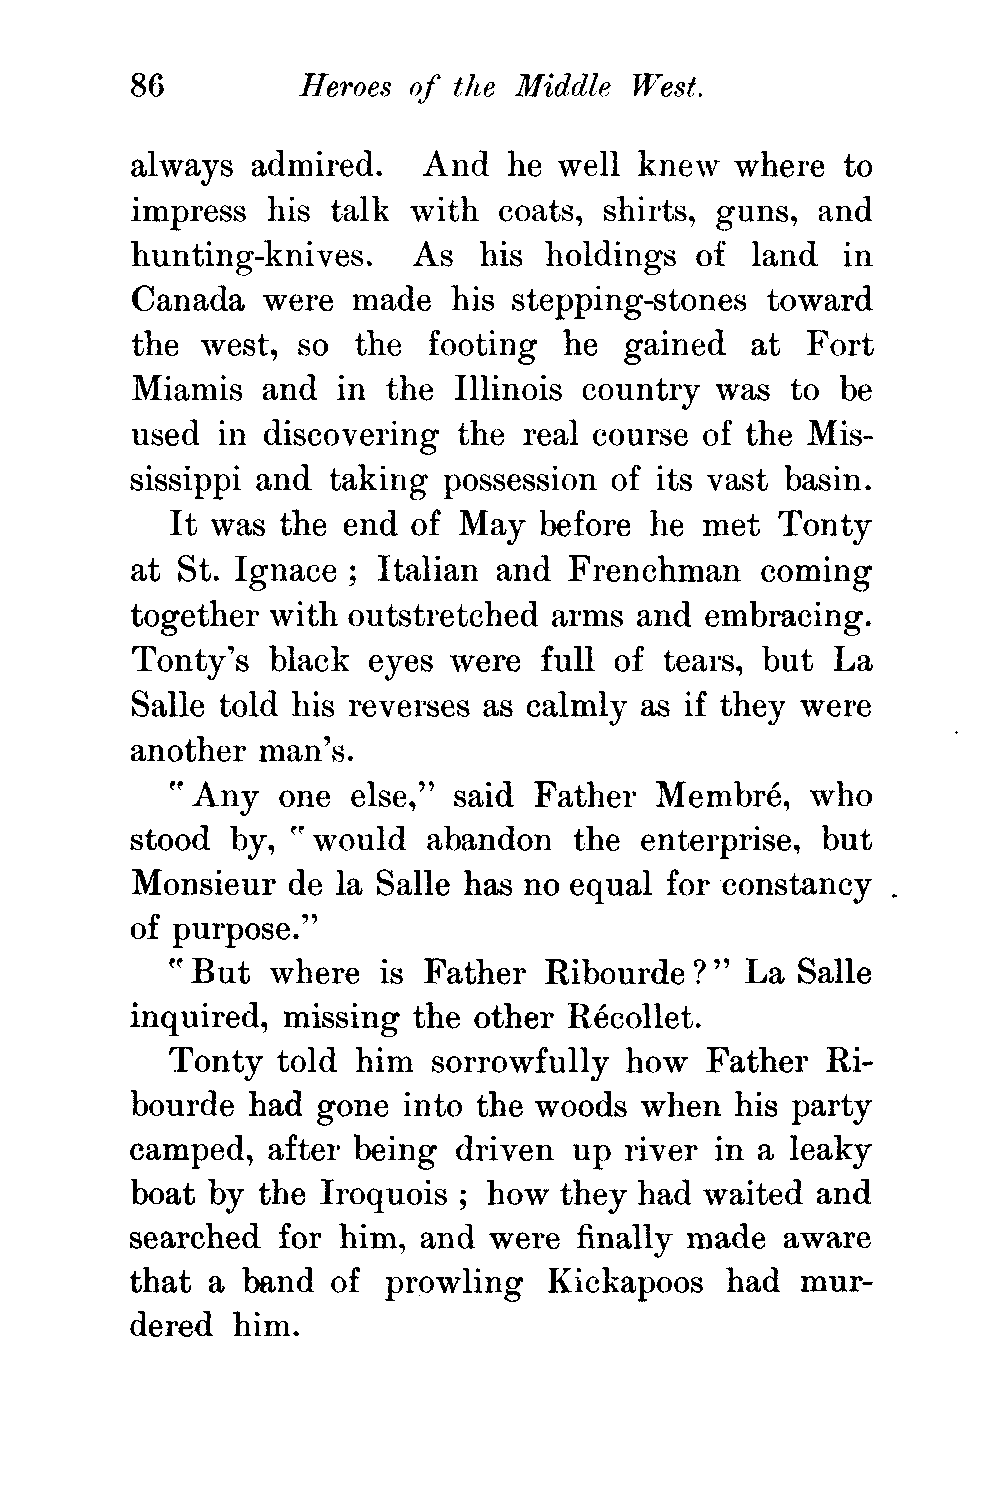 86 Heroes of the Middle West.
always admired. And he well knew where to
impress his talk with coats, shirts, guns, and
hunting-knives. As his holdings of land in
Canada were made his stepping-stones toward
the west, so the footing he gained at Fort
Miamis and in the Illinois country was to be
used in discovering the real course of the Mis-
sissippi and taking possession of its vast basin.
It was the end of May before he met Tonty
at St. Ignace ; Italian and Frenchman coming
together with outstretched arms and embracing.
Tonty's black eyes were full of tears, but La
Salle told his reverses as calmly as if they were
another man's.
"Any one else," said Father Membré, who
stood by, "would abandon the enterprise, but
Monsieur de la Salle has no equal for constancy
of purpose."
"But where is Father Ribourde?" La Salle
inquired, missing the other Récollet.
Tonty told him sorrowfully how Father Ri-
bourde had gone into the woods when his party
camped, after being driven up river in a leaky
boat by the Iroquois ; how they had waited and
searched for him, and were finally made aware
that a band of prowling Kickapoos had mur-
dered him.